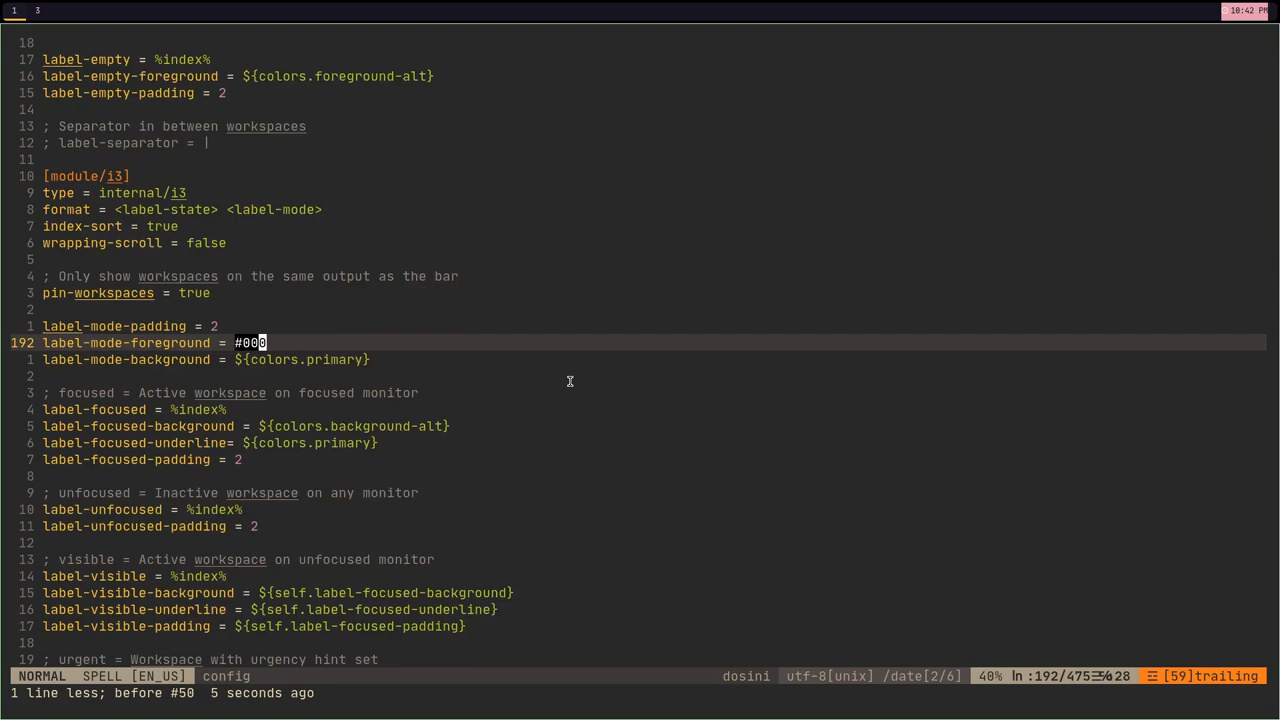 1 3 10:42 PM
18
17 label-empty = %index%
16 label-empty-foreground = ${colors.foreground-alt}
15 label-empty-padding = 2
14
13 ; Separator in between workspaces
12 ; label-separator = |
11
10 [module/i3]
9 type = internal/i3
8 format = <label-state> <label-mode>
7 index-sort = true
6 wrapping-scroll = false
5
4 ; Only show workspaces on the same output as the bar
3 pin-workspaces = true
2
1 label-mode-padding = 2
192 label-mode-foreground = #000
1 label-mode-background = ${colors.primary}
2
3 ; focused = Active workspace on focused monitor
4 label-focused = %index%
5 label-focused-background = ${colors.background-alt}
6 label-focused-underline= ${colors.primary}
7 label-focused-padding = 2
8
9 ; unfocused = Inactive workspace on any monitor
10 label-unfocused = %index%
11 label-unfocused-padding = 2
12
13 ; visible = Active workspace on unfocused monitor
14 label-visible = %index%
15 label-visible-background = ${self.label-focused-background}
16 label-visible-underline = ${self.label-focused-underline}
17 label-visible-padding = ${self.label-focused-padding}
18
19 ; urgent = Workspace with urgency hint set
NORMAL SPELL [EN_US] config dosini utf-8[unix] /date[2/6] 40% ln :192/475 28 [59]trailing
1 line less; before #50 5 seconds ago